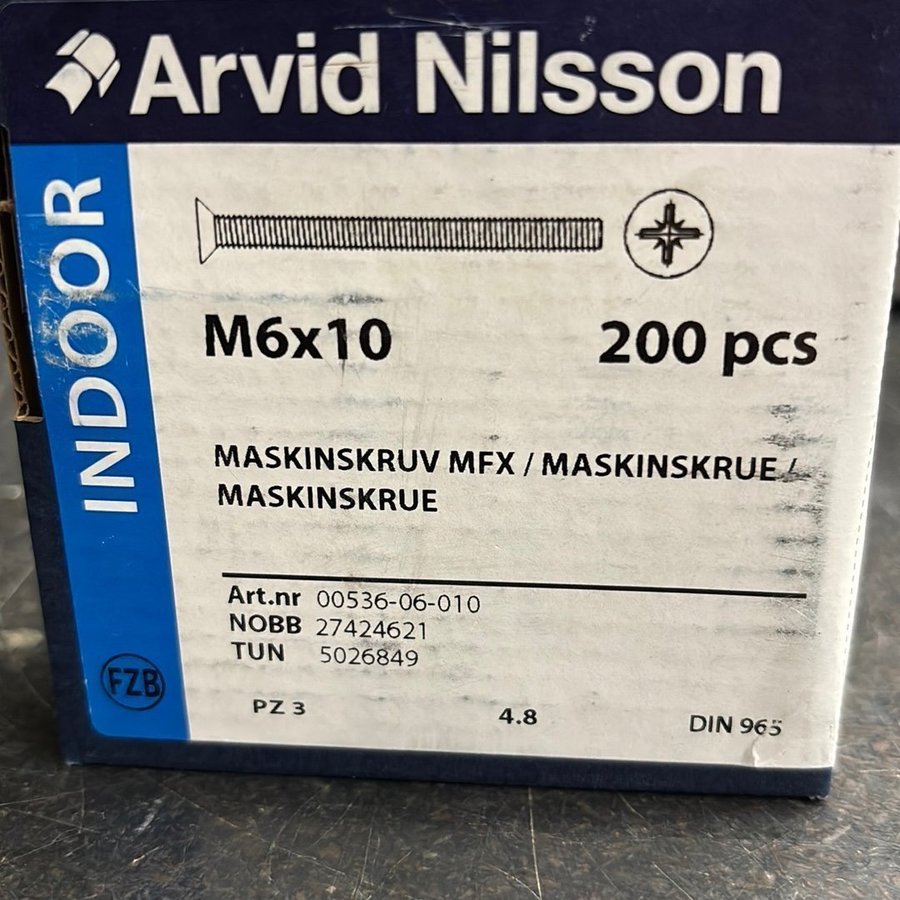 Arvid Nilsson
INDOOR
M6x10 200 pcs
MASKINSKRUV MFX / MASKINSKRUE /
MASKINSKRUE
Art.nr 00536-06-010
NOBB 27424621
TUN 5026849
FZB
PZ 3 4.8 DIN 965